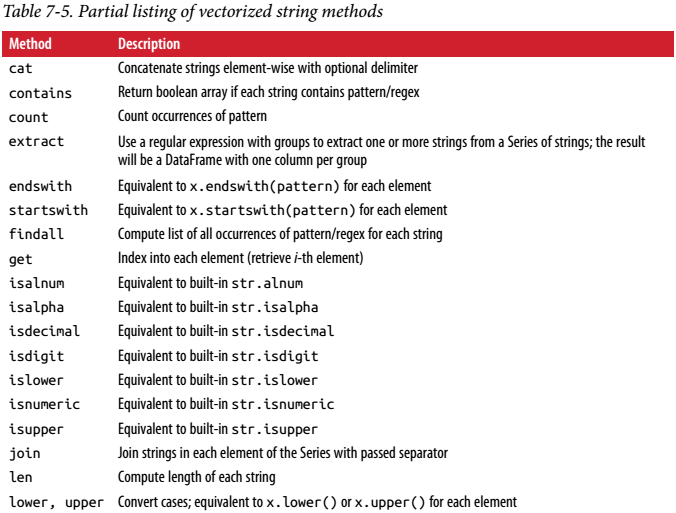 Table 7-5. Partial listing of vectorized string methods
Method Description
cat Concatenate strings element-wise with optional delimiter
contains Return boolean array if each string contains pattern/regex
count Count occurrences of pattern
extract Use a regular expression with groups to extract one or more strings from a Series of strings; the result
will be a DataFrame with one column per group
endswith Equivalent to x.endswith(pattern) for each element
startswith Equivalent to x.startswith(pattern) for each element
findall Compute list of all occurrences of pattern/regex for each string
get Index into each element (retrieve i-th element)
isalnum Equivalent to built-in str.alnum
isalpha Equivalent to built-in str.isalpha
isdecimal Equivalent to built-in str.isdecimal
isdigit Equivalent to built-in str.isdigit
islower Equivalent to built-in str.islower
isnumeric Equivalent to built-in str.isnumeric
isupper Equivalent to built-in str.isupper
join Join strings in each element of the Series with passed separator
len Compute length of each string
lower, upper Convert cases; equivalent to x.lower() or x.upper() for each element